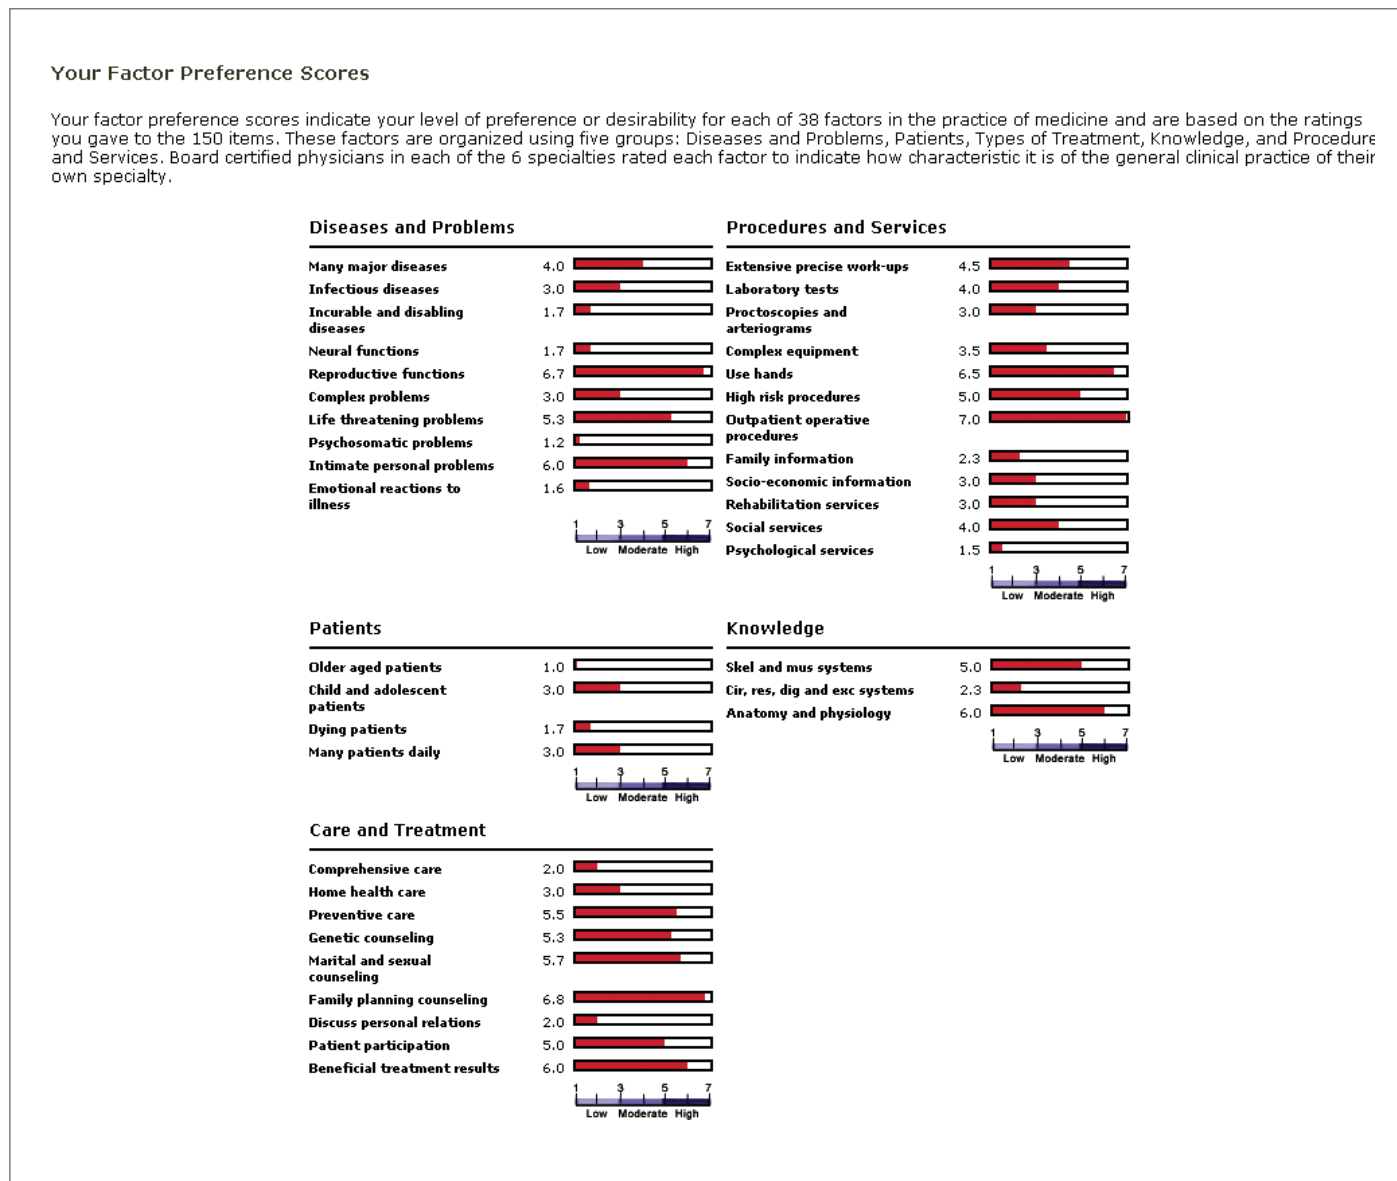 Your Factor Preference Scores
Your factor preference scores indicate your level of preference or desirability for each of 38 factors in the practice of medicine and are based on the ratings
you gave to the 150 items. These factors are organized using five groups: Diseases and Problems, Patients, Types of Treatment, Knowledge, and Procedure
and Services. Board certified physicians in each of the 6 specialties rated each factor to indicate how characteristic it is of the general clinical practice of their
own specialty.
Diseases and Problems
Many major diseases 4.0
Infectious diseases 3.0
Incurable and disabling 1.7
diseases
Neural functions 1.7
Reproductive functions 6.7
Complex problems 3.0
Life threatening problems 5.3
Psychosomatic problems 1.2
Intimate personal problems 6.0
Emotional reactions to 1.6
illness
1 3 5 7
Low Moderate High
Procedures and Services
Extensive precise work-ups 4.5
Laboratory tests 4.0
Proctoscopies and 3.0
arteriograms
Complex equipment 3.5
Use hands 6.5
High risk procedures 5.0
Outpatient operative 7.0
procedures
Family information 2.3
Socio-economic information 3.0
Rehabilitation services 3.0
Social services 4.0
Psychological services 1.5
1 3 5 7
Low Moderate High
Patients
Older aged patients 1.0
Child and adolescent 3.0
patients
Dying patients 1.7
Many patients daily 3.0
1 3 5 7
Low Moderate High
Knowledge
Skel and mus systems 5.0
Cir, res, dig and exc systems 2.3
Anatomy and physiology 6.0
1 3 5 7
Low Moderate High
Care and Treatment
Comprehensive care 2.0
Home health care 3.0
Preventive care 5.5
Genetic counseling 5.3
Marital and sexual 5.7
counseling
Family planning counseling 6.8
Discuss personal relations 2.0
Patient participation 5.0
Beneficial treatment results 6.0
1 3 5 7
Low Moderate High